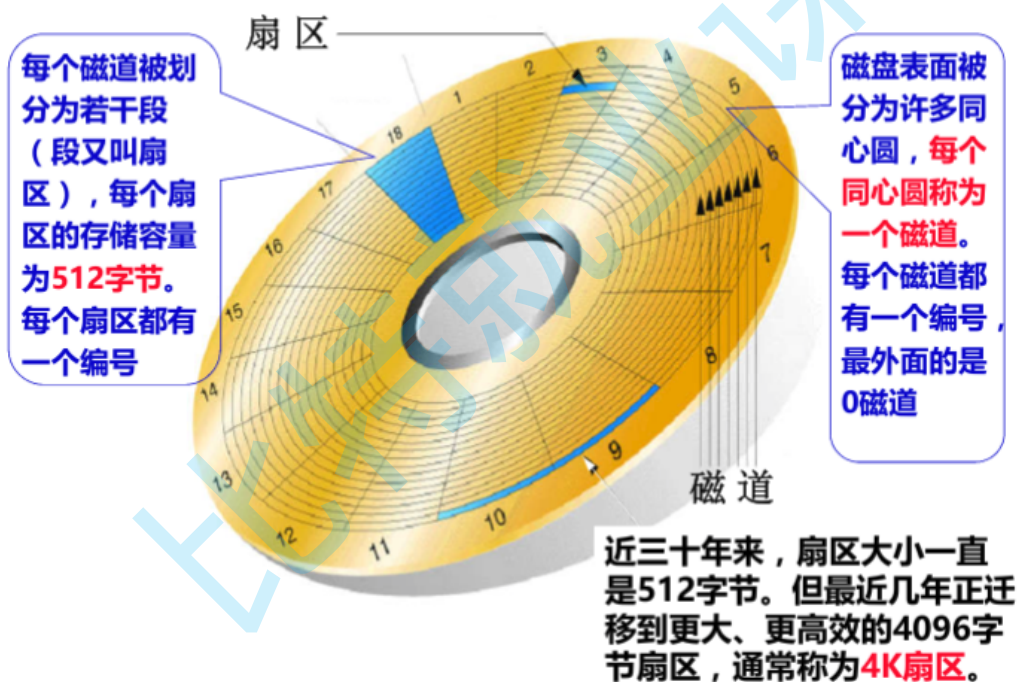 扇区
每个磁道被划
分为若干段
（段又叫扇
区），每个扇
区的存储容量
为512字节。
每个扇区都有
一个编号
磁盘表面被
分为许多同
心圆，每个
同心圆称为
一个磁道。
每个磁道都
有一个编号，
最外面的是
0磁道
1
2
3
4
5
6
7
8
9
10
11
12
13
14
15
16
17
18
磁道
近三十年来，扇区大小一直
是512字节。但最近几年正迁
移到更大、更高效的4096字
节扇区，通常称为4K扇区。
比特就业课